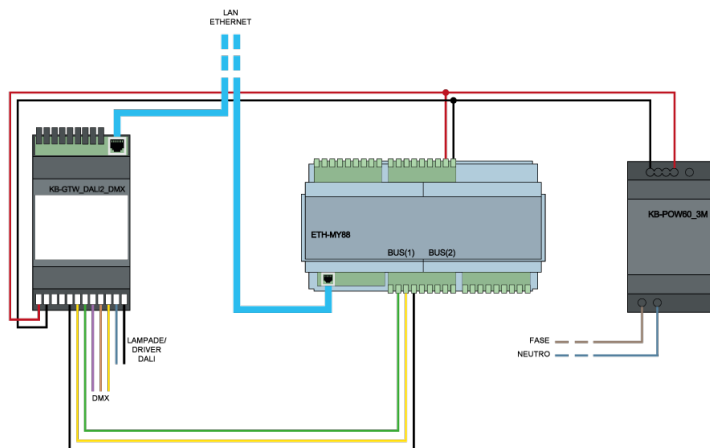 LAN
ETHERNET
KB-GTW_DALI2_DMX
ETH-MY88
BUS(1) BUS(2)
KB-POW60_3M
FASE
NEUTRO
LAMPADE/
DRIVER
DALI
DMX